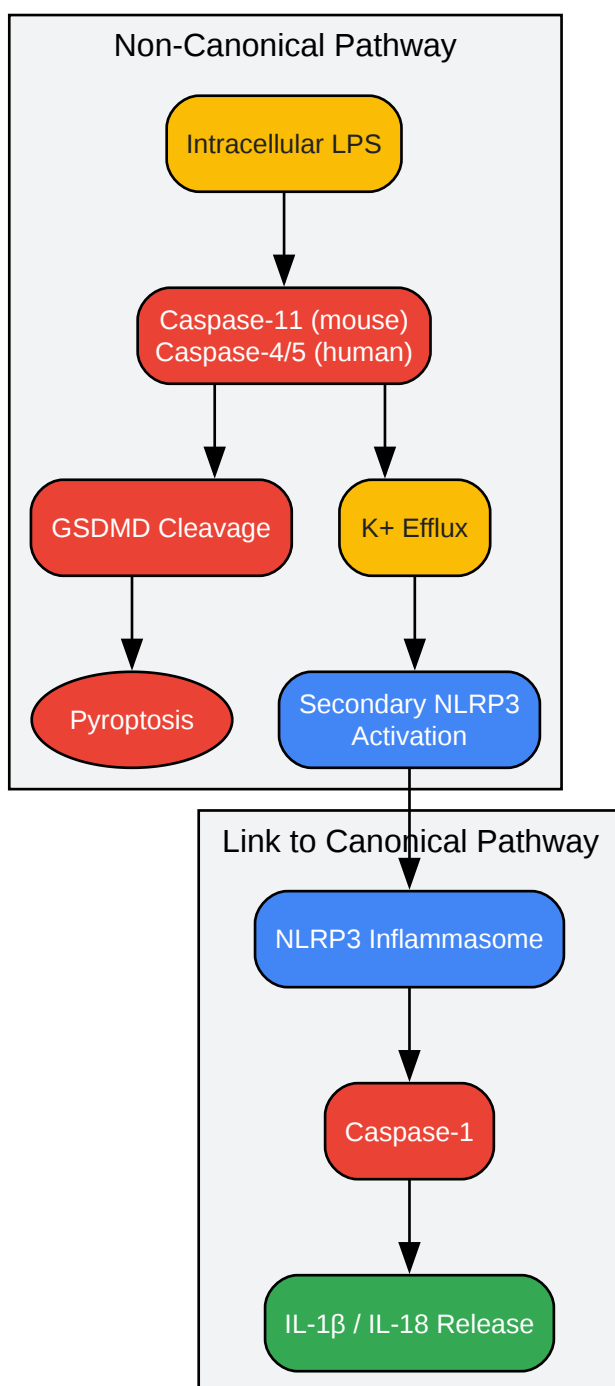 Non-Canonical Pathway
Intracellular LPS
Caspase-11 (mouse)
Caspase-4/5 (human)
GSDMD Cleavage
K+ Efflux
Pyroptosis
Secondary NLRP3
Activation
Link to Canonical Pathway
NLRP3 Inflammasome
Caspase-1
IL-1β / IL-18 Release